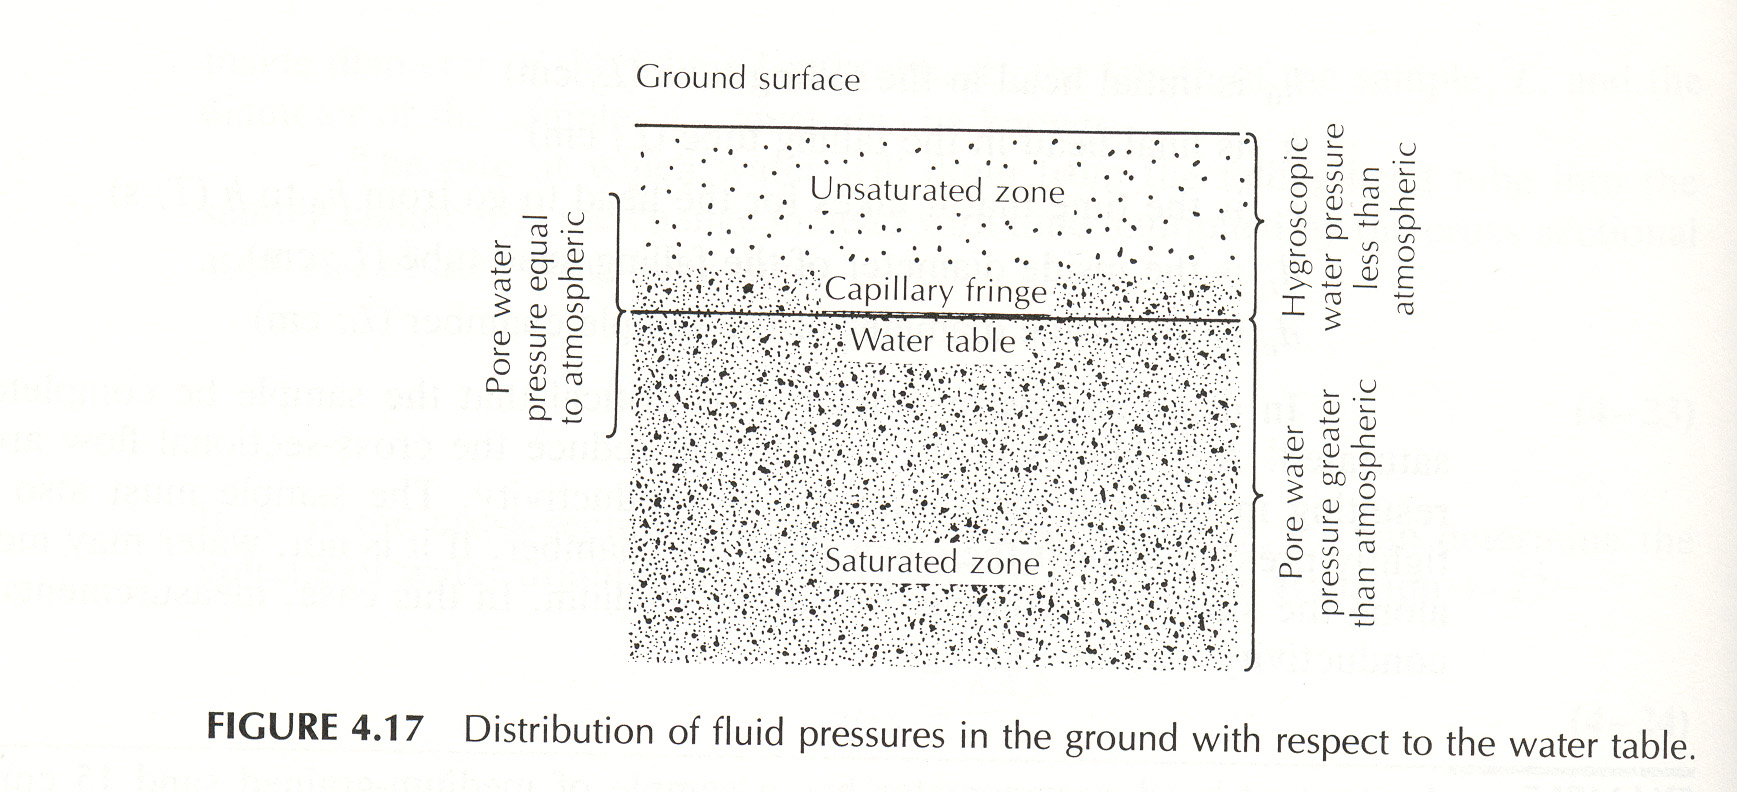 Ground surface
Unsaturated zone
Capillary fringe
Water table
Saturated zone
Pore water
pressure equal
to atmospheric
Hygroscopic
water pressure
less than
atmospheric
Pore water
pressure greater
than atmospheric
FIGURE 4.17 Distribution of fluid pressures in the ground with respect to the water table.